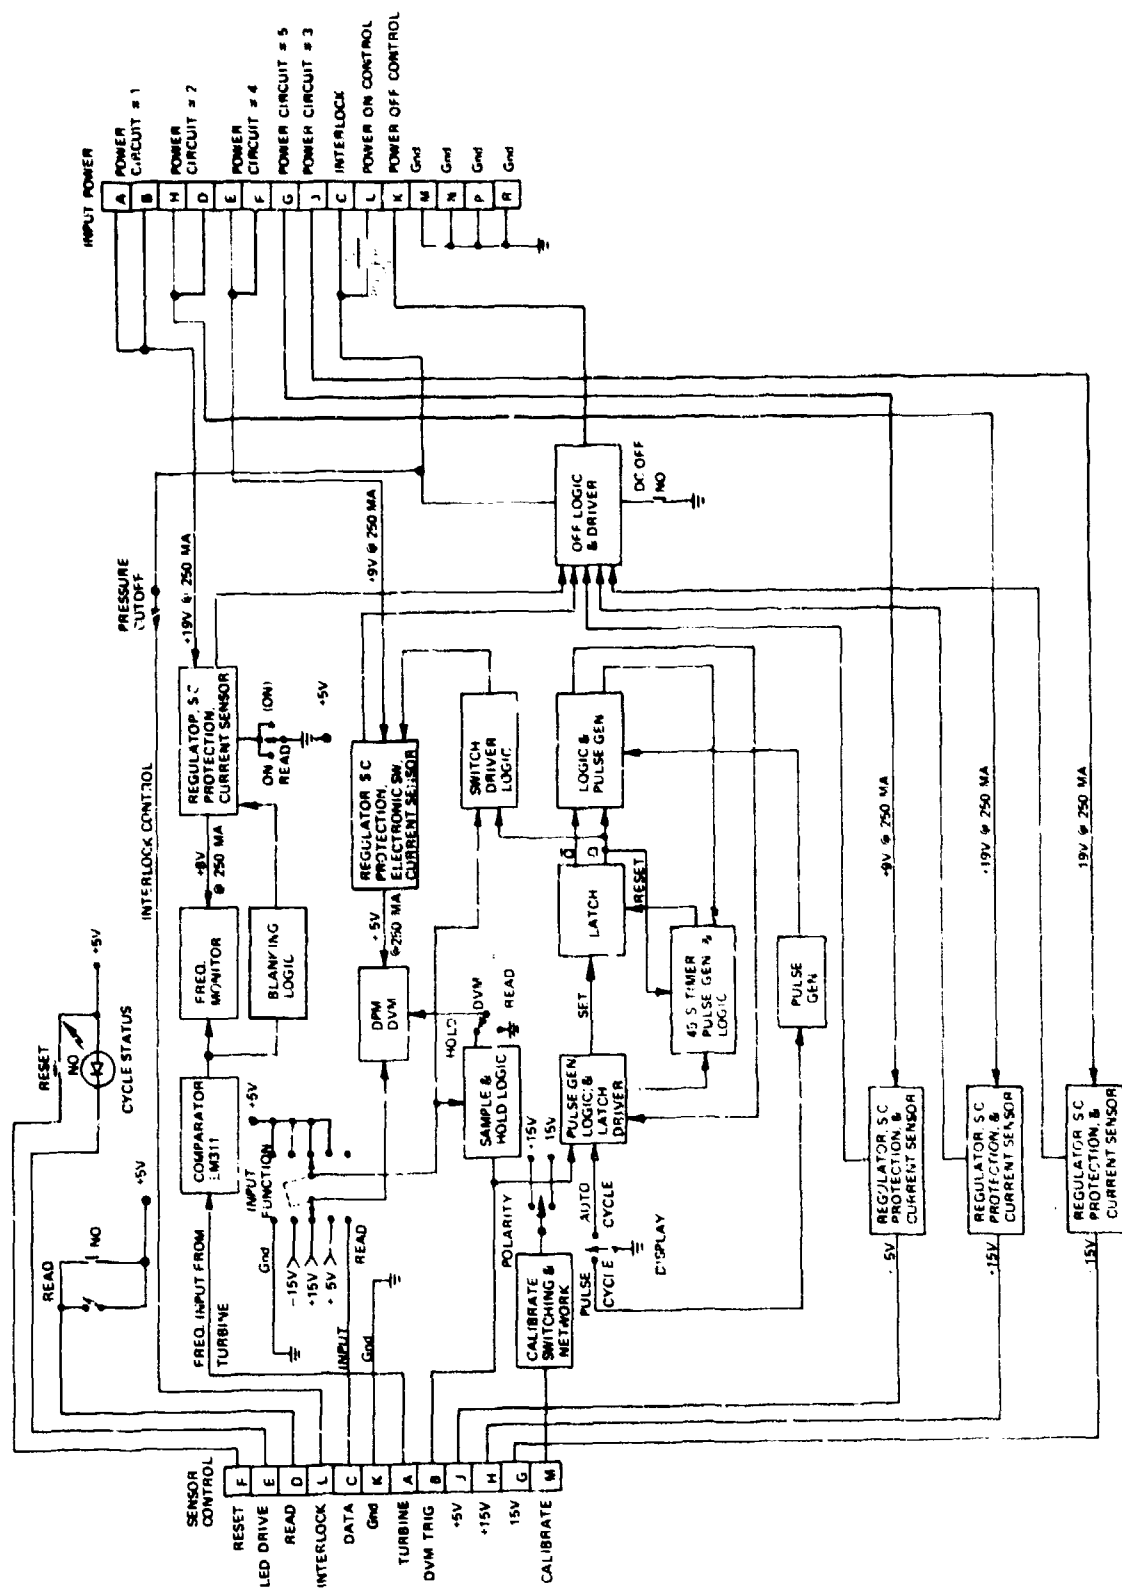 INPUT POWER
A
B
H
D
E
F
G
J
C
L
K
M
N
P
R
POWER
CIRCUIT # 1
POWER
CIRCUIT # 2
POWER
CIRCUIT # 4
POWER CIRCUIT # 5
POWER CIRCUIT # 3
INTERLOCK
POWER ON CONTROL
POWER OFF CONTROL
Gnd
Gnd
Gnd
Gnd
PRESSURE
CUTOFF
+19V @ 250 MA
INTERLOCK CONTROL
REGULATOR, S.C
PROTECTION,
CURRENT SENSOR
ON
(ON)
READ
+5V
+9V @ 250 MA
@ 250 MA
FREQ.
MONITOR
BLANKING
LOGIC
COMPARATOR
LM311
FREQ. INPUT FROM
TURBINE
RESET
NO
CYCLE STATUS
+5V
READ
NO
+5V
REGULATOR S C
PROTECTION,
ELECTRONIC SW,
CURRENT SENSOR
+ 5V
@250 MA
DPM
DVM
INPUT
FUNCTION
+5V
Gnd
-15V
+15V
+ 5V
READ
INPUT
Gnd
HOLD
DVM
READ
SAMPLE &
HOLD LOGIC
SWITCH
DRIVER
LOGIC
OFF LOGIC
& DRIVER
DC OFF
NO
LOGIC &
PULSE GEN
LATCH
Q
RESET
SET
PULSE GEN
LOGIC, &
LATCH
DRIVER
45 S TIMER
PULSE GEN &
LOGIC
PULSE
GEN
POLARITY
+15V
15V
CALIBRATE
SWITCHING &
NETWORK
PULSE
CYCLE
AUTO
CYCLE
DISPLAY
+9V @ 250 MA
+19V @ 250 MA
19V @ 250 MA
REGULATOR, S.C
PROTECTION, &
CURRENT SENSOR
REGULATOR, S.C
PROTECTION, &
CURRENT SENSOR
REGULATOR, S.C
PROTECTION, &
CURRENT SENSOR
5V
+15V
15V
SENSOR
CONTROL
RESET F
LED DRIVE E
READ D
INTERLOCK L
DATA C
Gnd K
TURBINE A
DVM TRIG B
+5V J
+15V H
15V G
CALIBRATE M